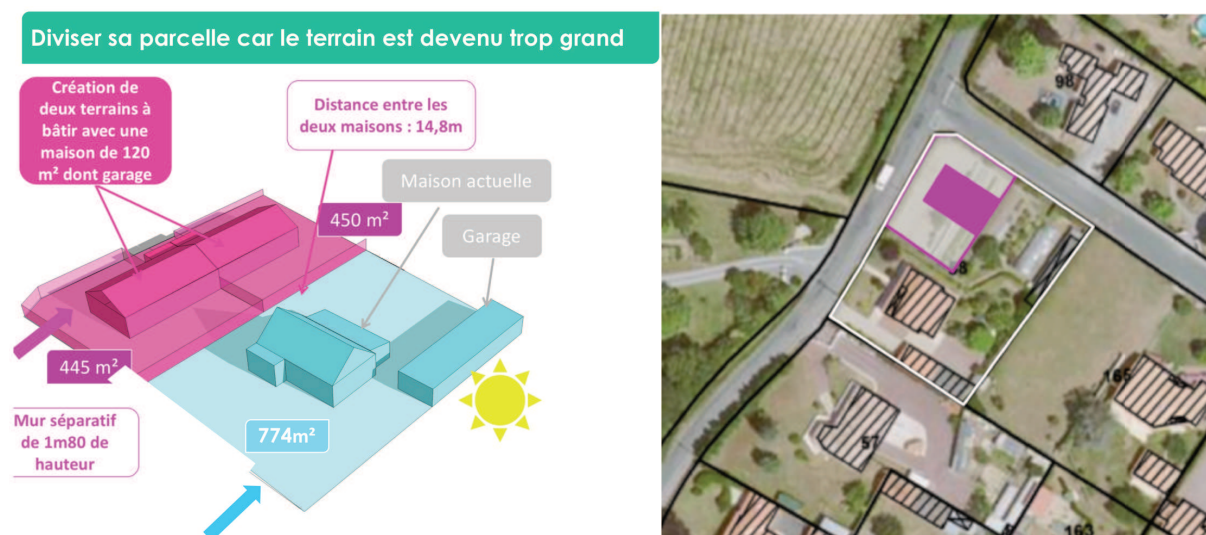 Diviser sa parcelle car le terrain est devenu trop grand
Création de
deux terrains à
bâtir avec une
maison de 120
m² dont garage
Distance entre les
deux maisons : 14,8m
Maison actuelle
450 m²
Garage
445 m²
Mur séparatif
de 1m80 de
hauteur
774m²
98
165
57
163